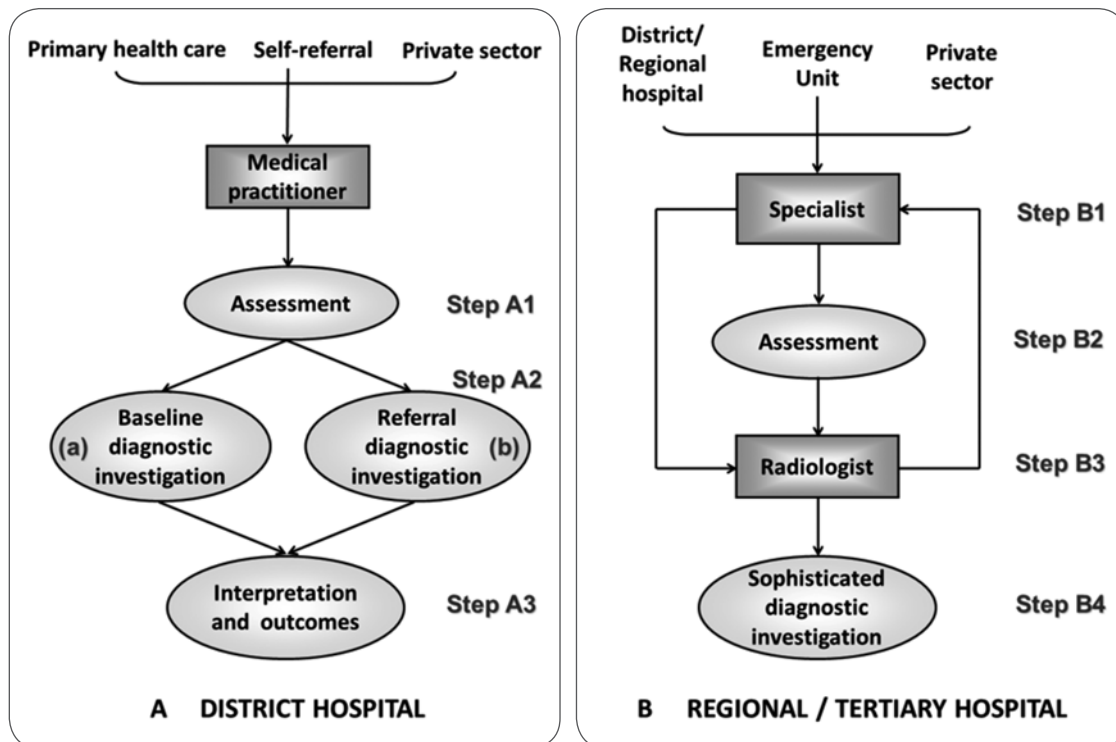 Primary health care
Self-referral
Private sector
Medical
practitioner
Assessment
Step A1
Step A2
Baseline
(a) diagnostic
investigation
Referral
diagnostic (b)
investigation
Interpretation
and outcomes
Step A3
A DISTRICT HOSPITAL
District/
Regional
hospital
Emergency
Unit
Private
sector
Specialist
Step B1
Assessment
Step B2
Radiologist
Step B3
Sophisticated
diagnostic
investigation
Step B4
B REGIONAL / TERTIARY HOSPITAL